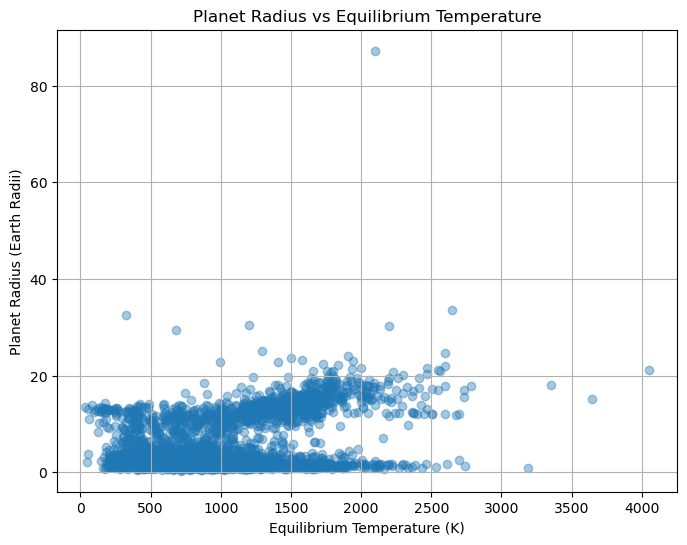 Planet Radius vs Equilibrium Temperature
Planet Radius (Earth Radii)
80
60
40
20
0
0 500 1000 1500 2000 2500 3000 3500 4000
Equilibrium Temperature (K)